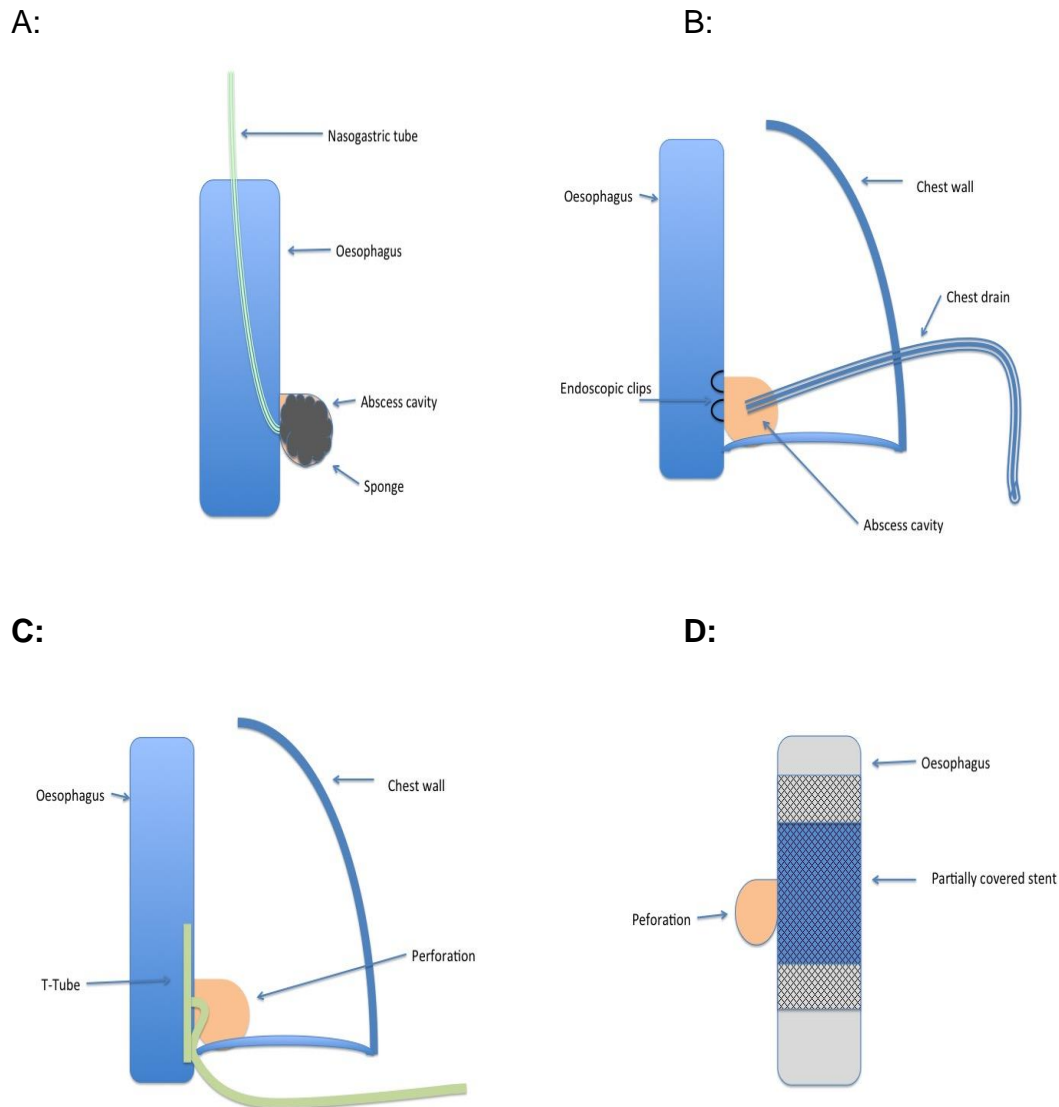 A:
Nasogastric tube
Oesophagus
Abscess cavity
Sponge
B:
Oesophagus
Chest wall
Chest drain
Endoscopic clips
Abscess cavity
C:
Oesophagus
Chest wall
Perforation
T-Tube
D:
Oesophagus
Partially covered stent
Peforation